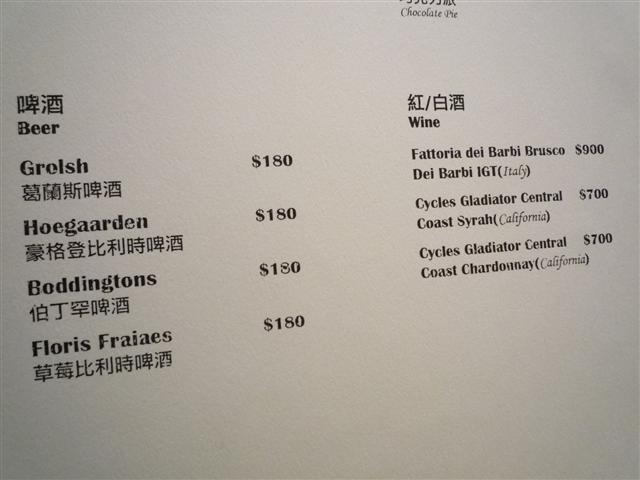 Chocolate Pie
啤酒
Beer
Grolsh $180
葛蘭斯啤酒
Hoegaarden $180
豪格登比利時啤酒
Boddingtons $180
伯丁罕啤酒
Floris Fraiaes $180
草莓比利時啤酒
紅/白酒
Wine
Fattoria dei Barbi Brusco $900
Dei Barbi IGT(Italy)
Cycles Gladiator Central $700
Coast Syrah(California)
Cycles Gladiator Central $700
Coast Chardonnay(California)